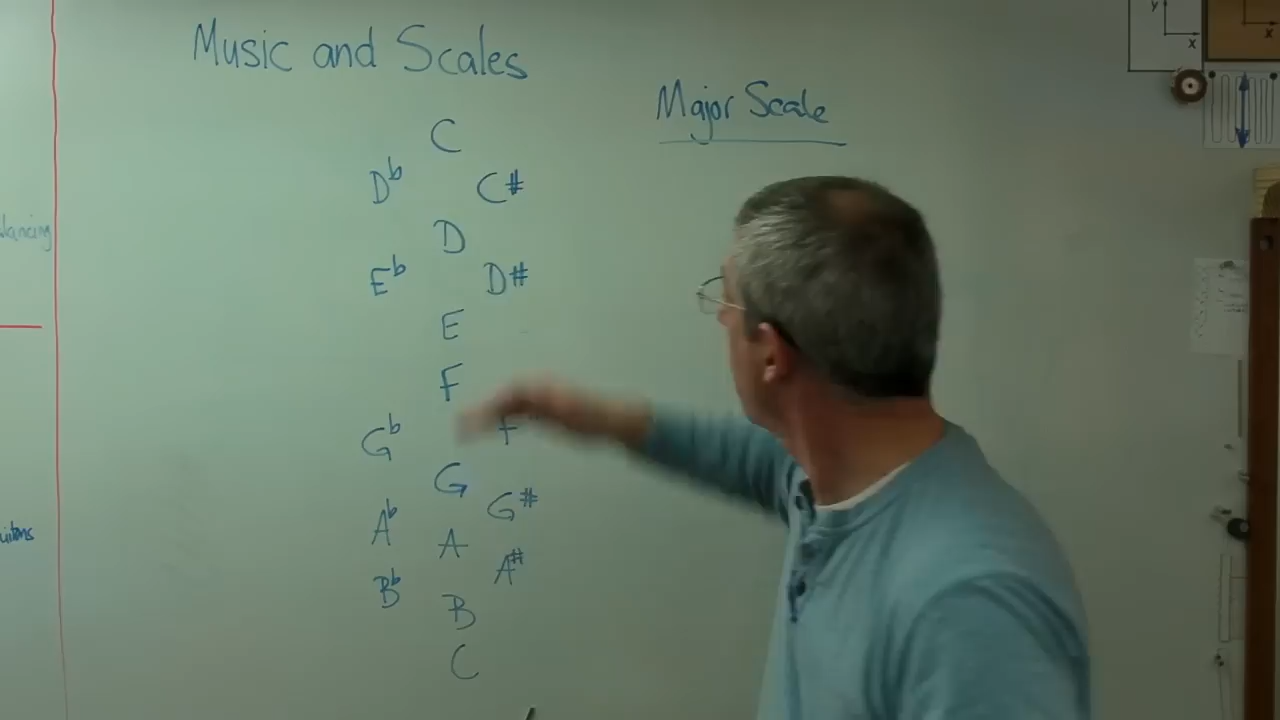 Music and Scales
Major Scale
C
D♭ C#
D
E♭ D#
E
F
G♭ F
G
A♭ G#
A
B♭ A#
B
C
y
x
x